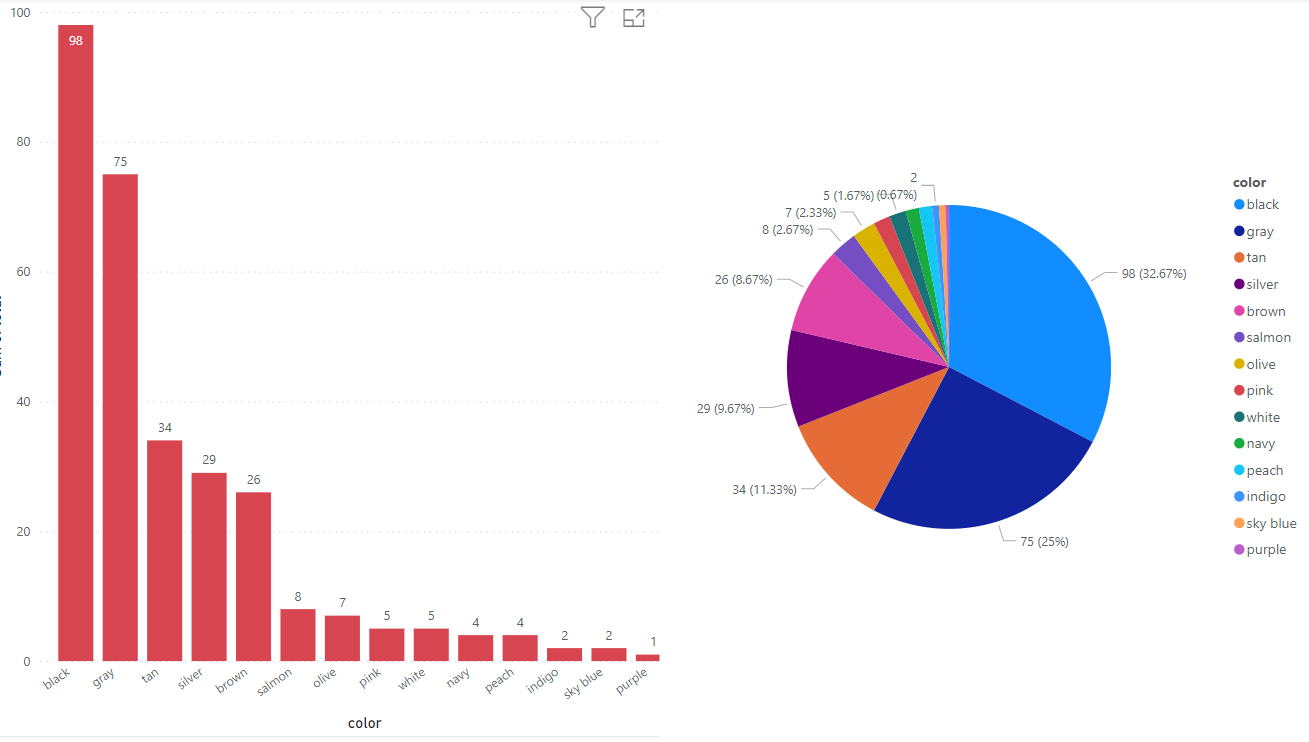 100
80
60
40
20
0
98
75
34
29
26
8
7
5
5
4
4
2
2
1
black
gray
tan
silver
brown
salmon
olive
pink
white
navy
peach
indigo
sky blue
purple
color
2
(0.67%)
5 (1.67%)
7 (2.33%)
8 (2.67%)
26 (8.67%)
29 (9.67%)
34 (11.33%)
75 (25%)
98 (32.67%)
color
black
gray
tan
silver
brown
salmon
olive
pink
white
navy
peach
indigo
sky blue
purple